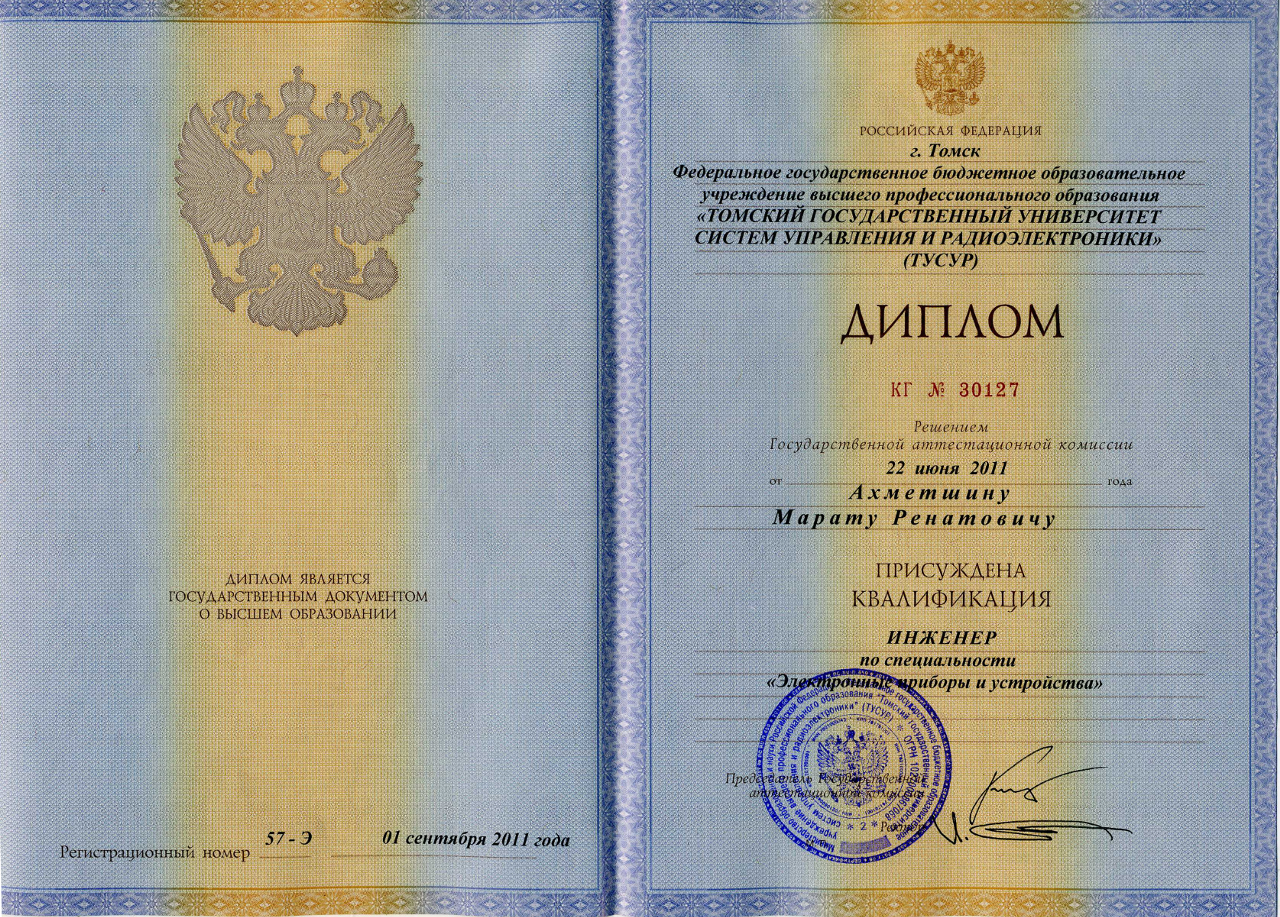 ДИПЛОМ ЯВЛЯЕТСЯ
ГОСУДАРСТВЕННЫМ ДОКУМЕНТОМ
О ВЫСШЕМ ОБРАЗОВАНИИ
Регистрационный номер 57 - Э 01 сентября 2011 года
РОССИЙСКАЯ ФЕДЕРАЦИЯ
г. Томск
Федеральное государственное бюджетное образовательное
учреждение высшего профессионального образования
«ТОМСКИЙ ГОСУДАРСТВЕННЫЙ УНИВЕРСИТЕТ
СИСТЕМ УПРАВЛЕНИЯ И РАДИОЭЛЕКТРОНИКИ»
(ТУСУР)
ДИПЛОМ
КГ № 30127
Решением
Государственной аттестационной комиссии
от 22 июня 2011 года
Ахметшину
Марату Ренатовичу
ПРИСУЖДЕНА
КВАЛИФИКАЦИЯ
ИНЖЕНЕР
по специальности
«Электронные приборы и устройства»
Председатель Государственной
аттестационной комиссии
Ректор